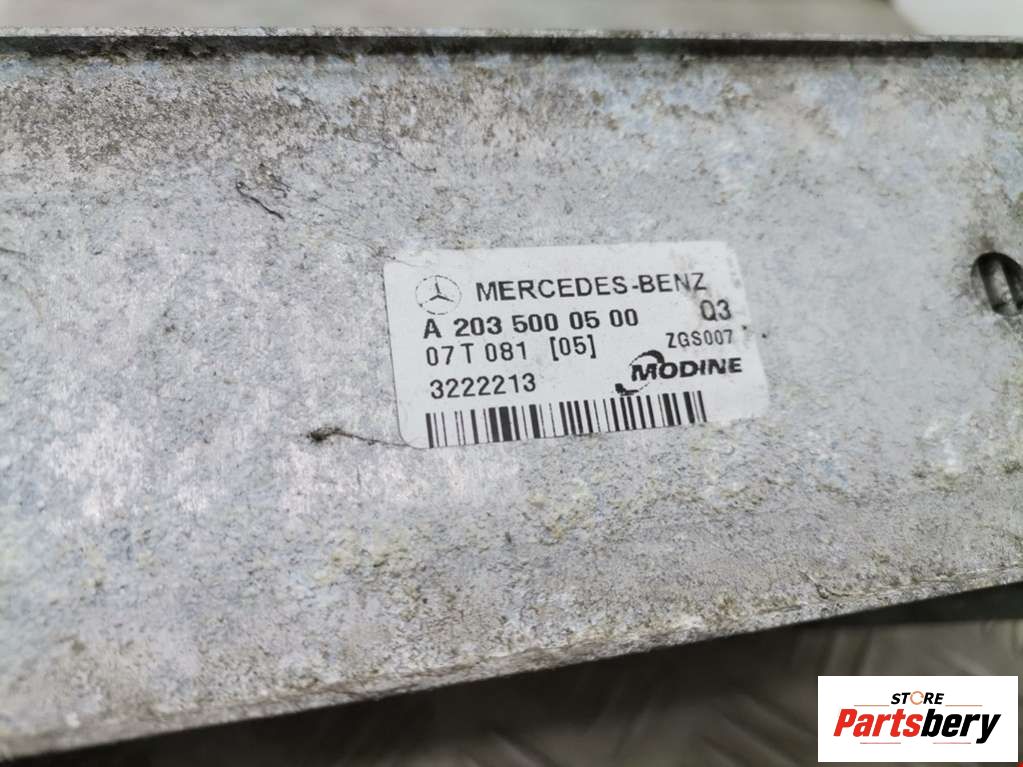 MERCEDES-BENZ
A 203 500 05 00 Q3
07 T 081 [05] ZGS007
3222213 MODINE
STORE
Partsbery